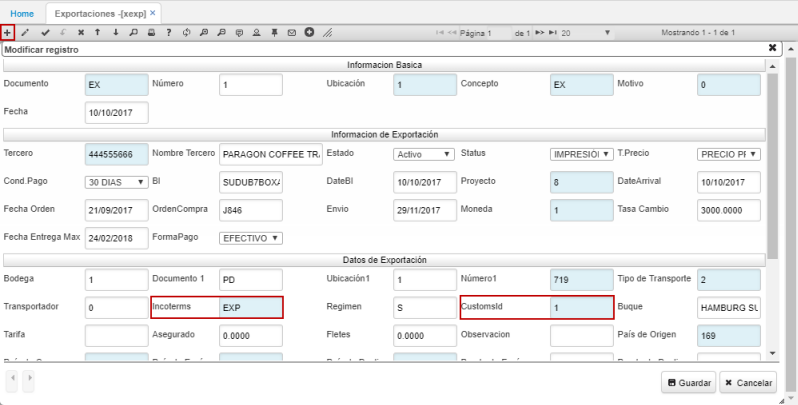 Home Exportaciones -[xexp] ×
Página 1 de 1 20 Mostrando 1 - 1 de 1
Modificar registro
Informacion Basica
Documento EX Número 1 Ubicación 1 Concepto EX Motivo 0
Fecha 10/10/2017
Informacion de Exportación
Tercero 444555666 Nombre Tercero PARAGON COFFEE TR Estado Activo Status IMPRESIÓI T.Precio PRECIO PF
Cond.Pago 30 DIAS Bl SUDUB7BOX DateBl 10/10/2017 Proyecto 8 DateArrival 10/10/2017
Fecha Orden 21/09/2017 OrdenCompra J846 Envio 29/11/2017 Moneda 1 Tasa Cambio 3000.0000
Fecha Entrega Max 24/02/2018 FormaPago EFECTIVO
Datos de Exportación
Bodega 1 Documento 1 PD Ubicación1 1 Número1 719 Tipo de Transporte 2
Transportador 0 Incoterms EXP Regimen S CustomsId 1 Buque HAMBURG SU
Tarifa Asegurado 0.0000 Fletes 0.0000 Observacion País de Origen 169
Guardar Cancelar